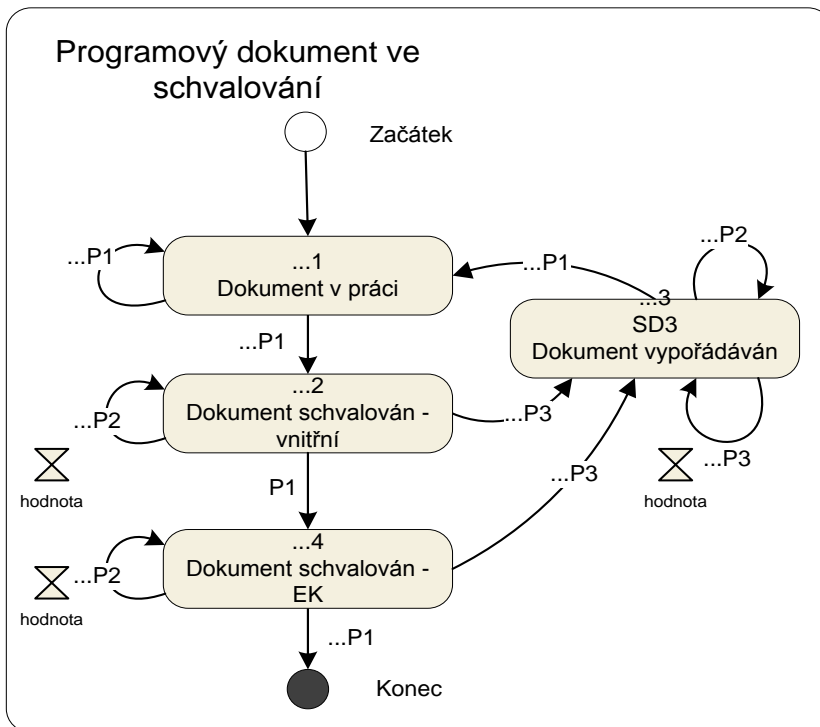 Programový dokument ve
schvalování
Začátek
...P1
...1
Dokument v práci
...P1
...P2
...P1
...3
SD3
Dokument vypořádáván
...P2
...2
Dokument schvalován -
vnitřní
...P3
...P3
hodnota
hodnota
P1
...P3
...P2
...4
Dokument schvalován -
EK
hodnota
...P1
Konec